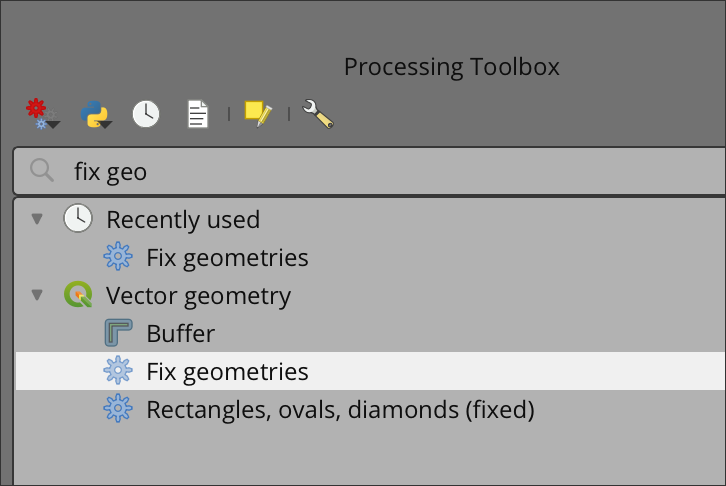 Processing Toolbox
fix geo
Recently used
Fix geometries
Vector geometry
Buffer
Fix geometries
Rectangles, ovals, diamonds (fixed)